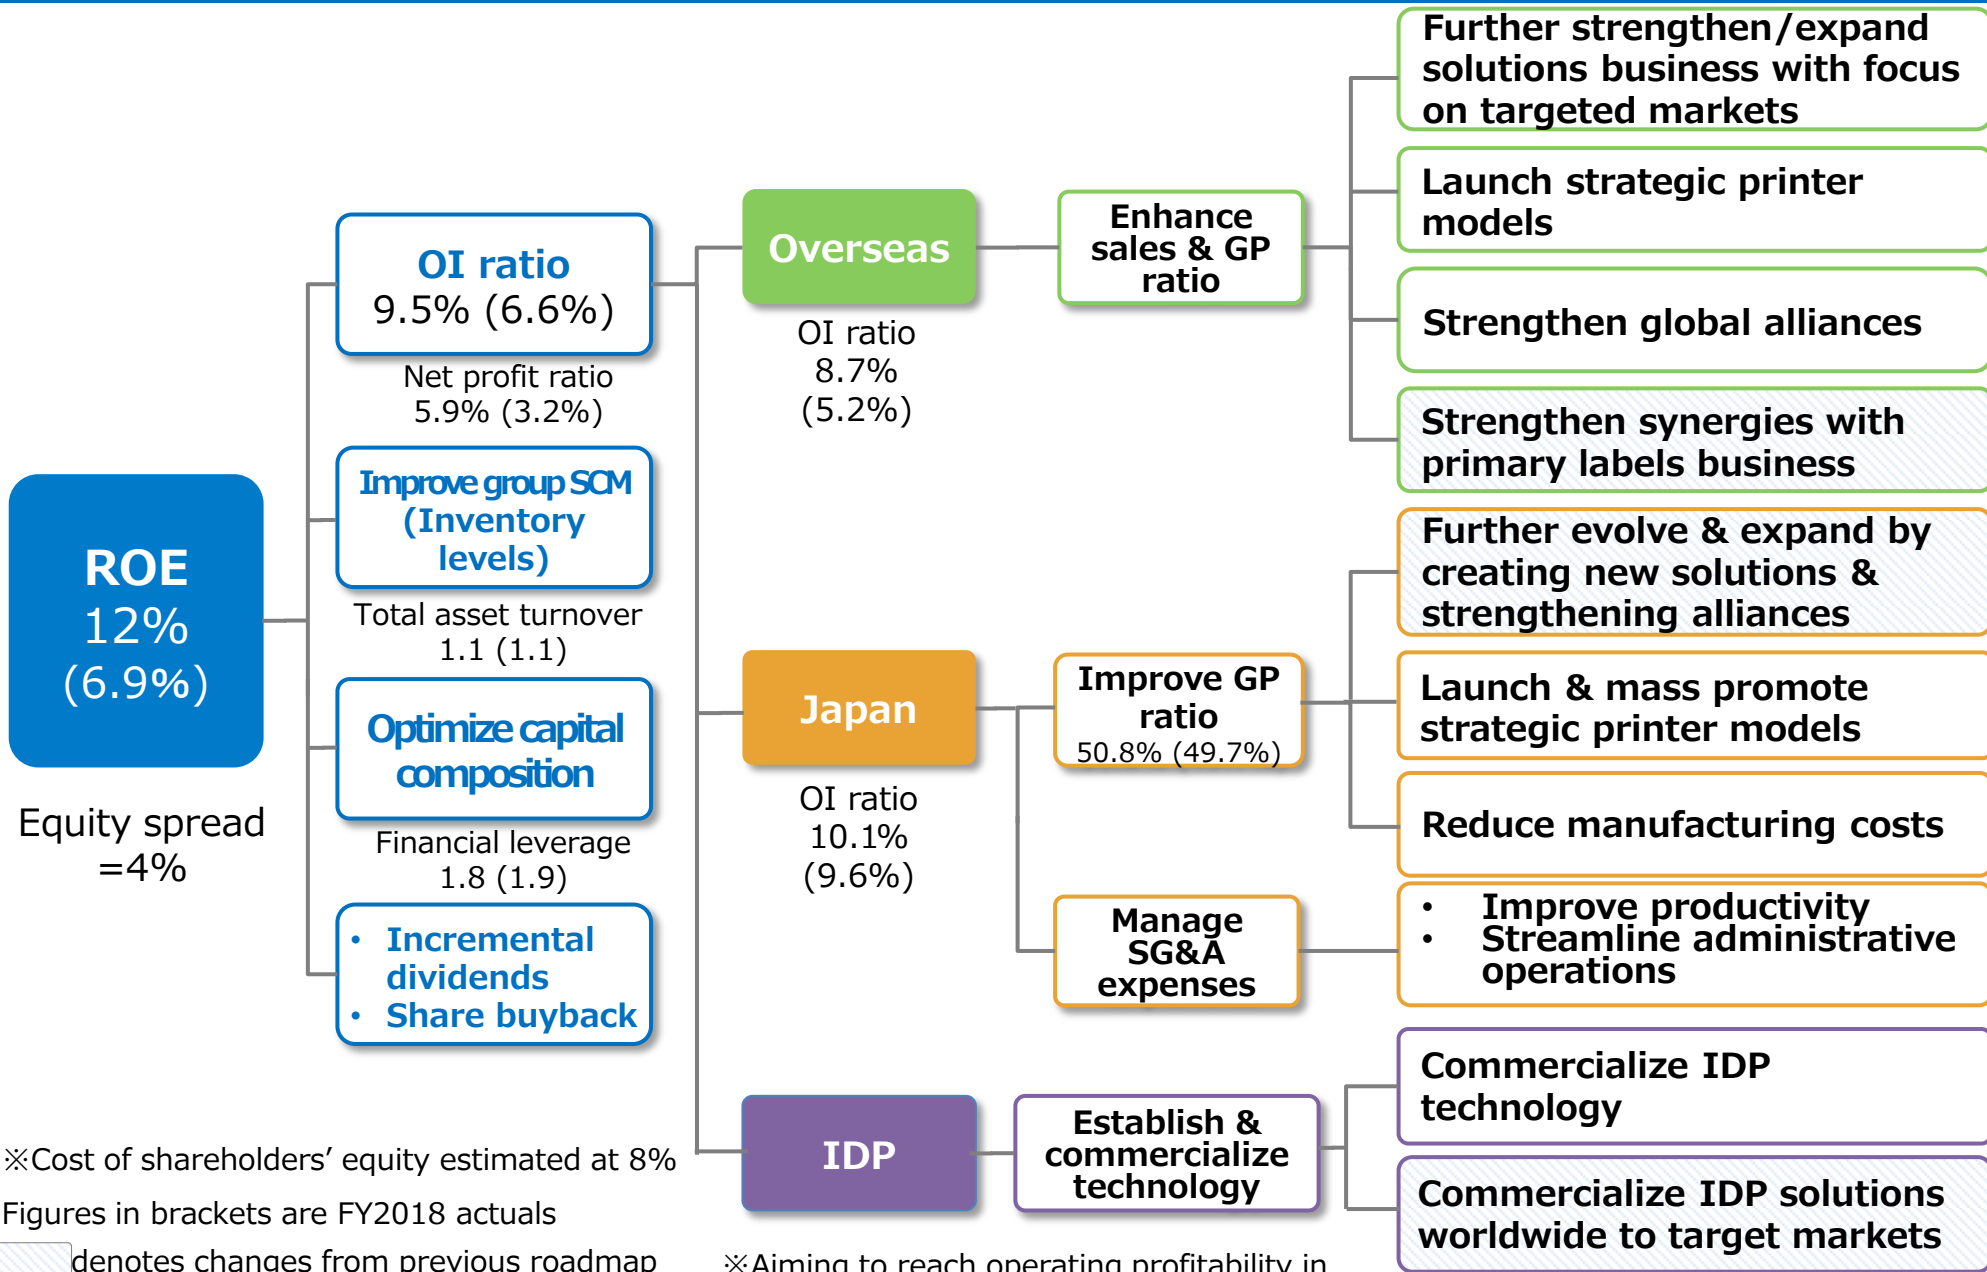 ROE
12%
(6.9%)
Equity spread
=4%
OI ratio
9.5% (6.6%)
Net profit ratio
5.9% (3.2%)
Improve group SCM
(Inventory
levels)
Total asset turnover
1.1 (1.1)
Optimize capital
composition
Financial leverage
1.8 (1.9)
• Incremental
dividends
• Share buyback
Overseas
OI ratio
8.7%
(5.2%)
Enhance
sales & GP
ratio
Further strengthen/expand
solutions business with focus
on targeted markets
Launch strategic printer
models
Strengthen global alliances
Strengthen synergies with
primary labels business
Japan
OI ratio
10.1%
(9.6%)
Improve GP
ratio
50.8% (49.7%)
Further evolve & expand by
creating new solutions &
strengthening alliances
Launch & mass promote
strategic printer models
Reduce manufacturing costs
Manage
SG&A
expenses
• Improve productivity
• Streamline administrative
operations
IDP
Establish &
commercialize
technology
Commercialize IDP
technology
Commercialize IDP solutions
worldwide to target markets
※Cost of shareholders’ equity estimated at 8%
Figures in brackets are FY2018 actuals
denotes changes from previous roadmap
※Aiming to reach operating profitability in